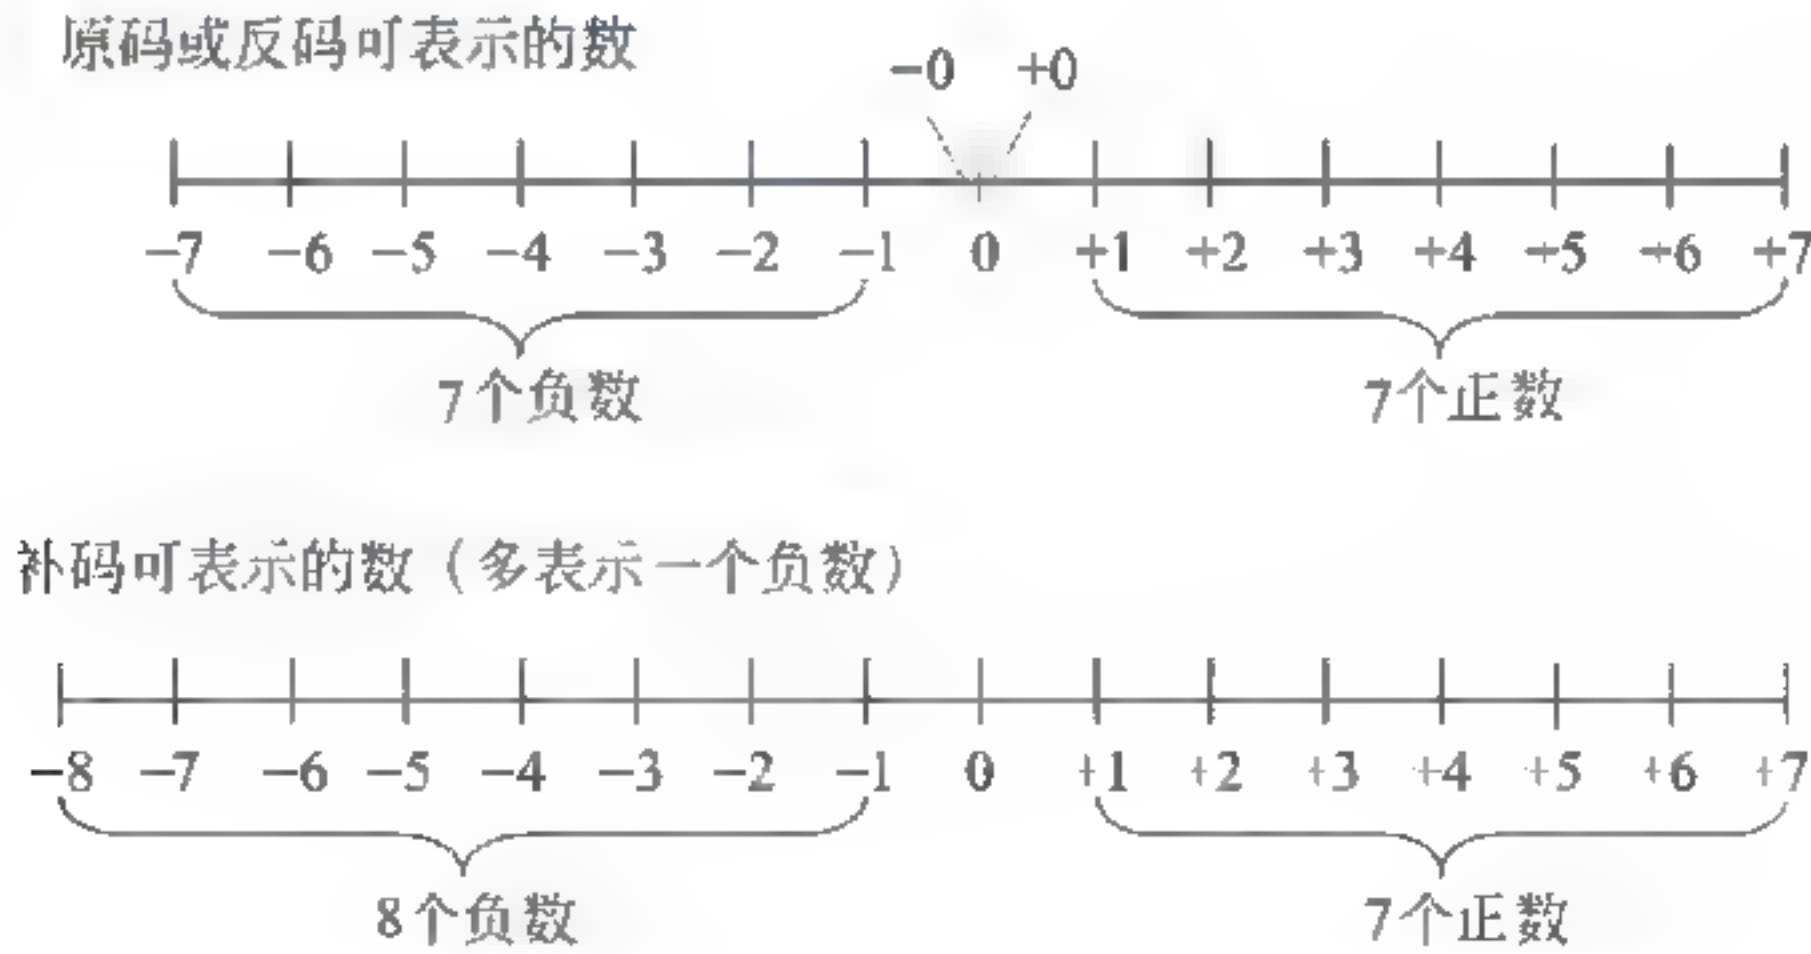 原码或反码可表示的数
−0 +0
−7 −6 −5 −4 −3 −2 −1 0 +1 +2 +3 +4 +5 +6 +7
7个负数 7个正数
补码可表示的数（多表示一个负数）
−8 −7 −6 −5 −4 −3 −2 −1 0 +1 +2 +3 +4 +5 +6 +7
8个负数 7个正数